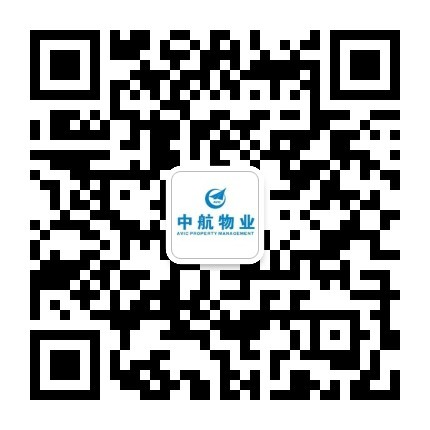 中航物业
AVIC PROPERTY MANAGEMENT